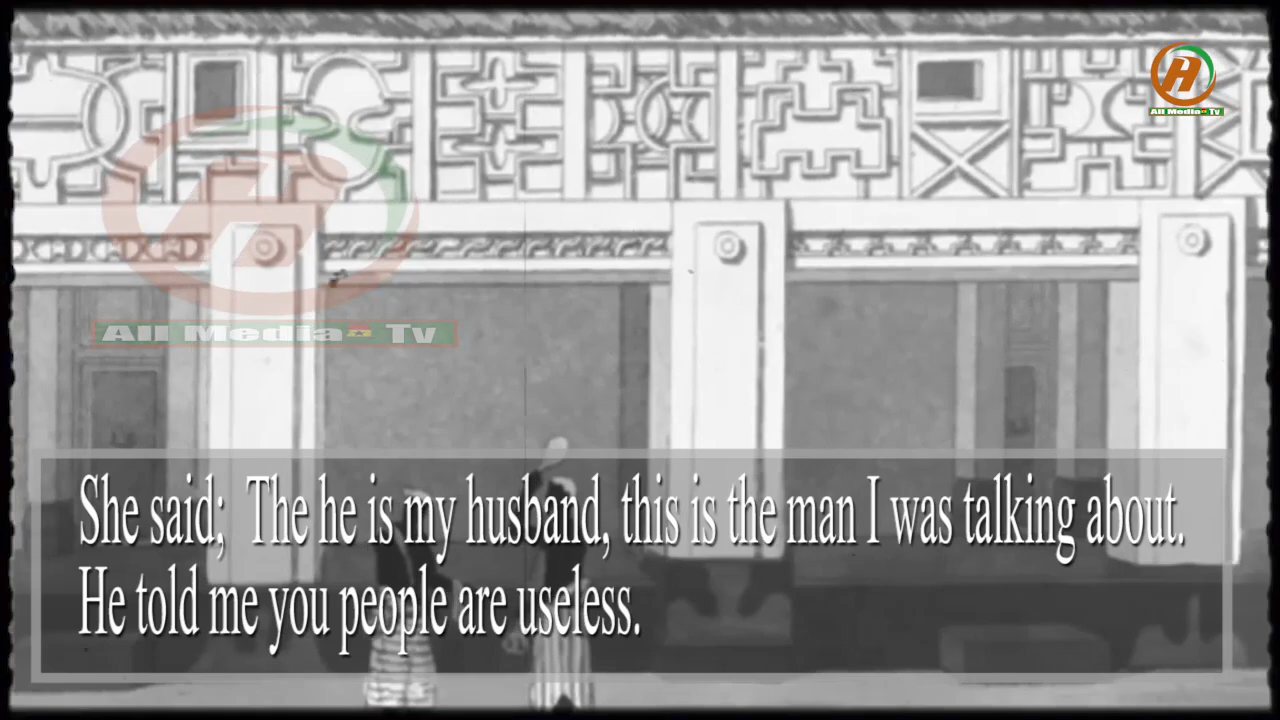 All Media Tv
All Media Tv
She said;  The he is my husband, this is the man I was talking about.
He told me you people are useless.